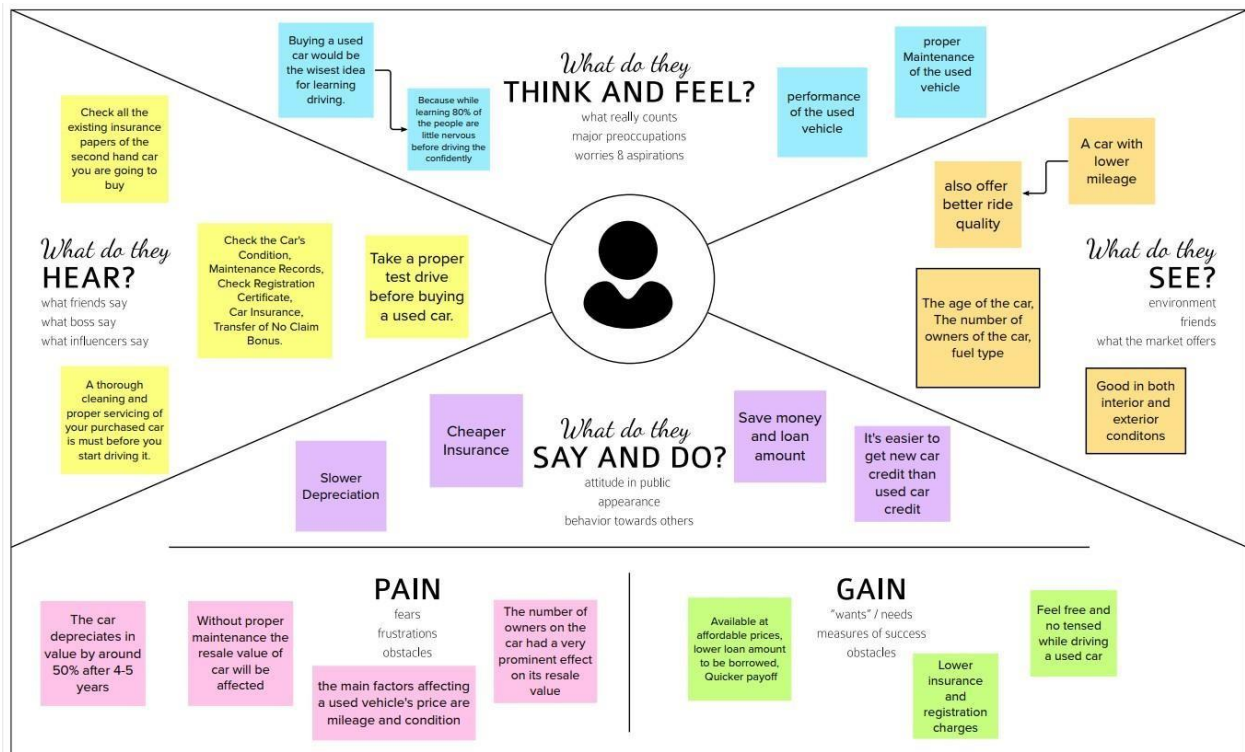 Buying a used
car would be
the wisest idea
for learning
driving.
Because while
learning 80% of
the people are
little nervous
before driving the
confidently
What do they
THINK AND FEEL?
what really counts
major preoccupations
worries & aspirations
performance
of the used
vehicle
proper
Maintenance
of the used
vehicle
Check all the
existing insurance
papers of the
second hand car
you are going to
buy
What do they
HEAR?
what friends say
what boss say
what influencers say
Check the Car's
Condition,
Maintenance Records,
Check Registration
Certificate,
Car Insurance,
Transfer of No Claim
Bonus.
Take a proper
test drive
before buying
a used car.
A thorough
cleaning and
proper servicing of
your purchased car
is must before you
start driving it.
A car with
lower
mileage
also offer
better ride
quality
What do they
SEE?
environment
friends
what the market offers
The age of the car,
The number of
owners of the car,
fuel type
Good in both
interior and
exterior
conditons
Slower
Depreciation
Cheaper
Insurance
What do they
SAY AND DO?
attitude in public
appearance
behavior towards others
Save money
and loan
amount
It's easier to
get new car
credit than
used car
credit
PAIN
fears
frustrations
obstacles
The car
depreciates in
value by around
50% after 4-5
years
Without proper
maintenance the
resale value of
car will be
affected
the main factors affecting
a used vehicle's price are
mileage and condition
The number of
owners on the
car had a very
prominent effect
on its resale
value
GAIN
"wants" / needs
measures of success
obstacles
Available at
affordable prices,
lower loan amount
to be borrowed,
Quicker payoff
Lower
insurance
and
registration
charges
Feel free and
no tensed
while driving
a used car